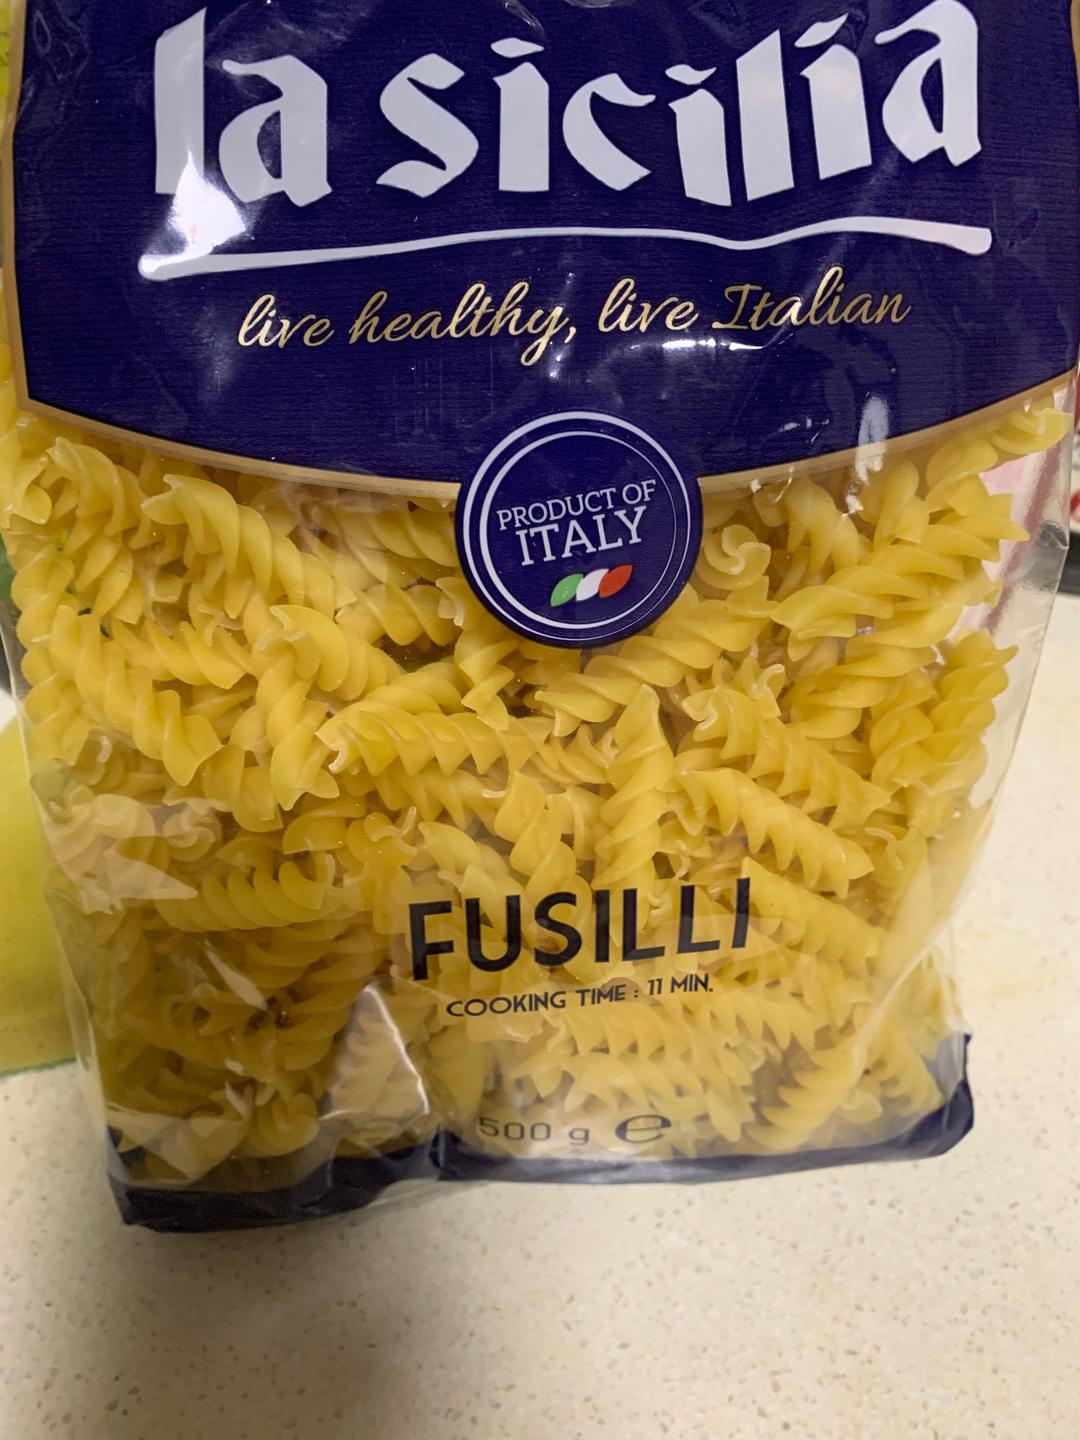 la sicilia
live healthy, live Italian
PRODUCT OF
ITALY
FUSILLI
COOKING TIME : 11 MIN.
500 g e